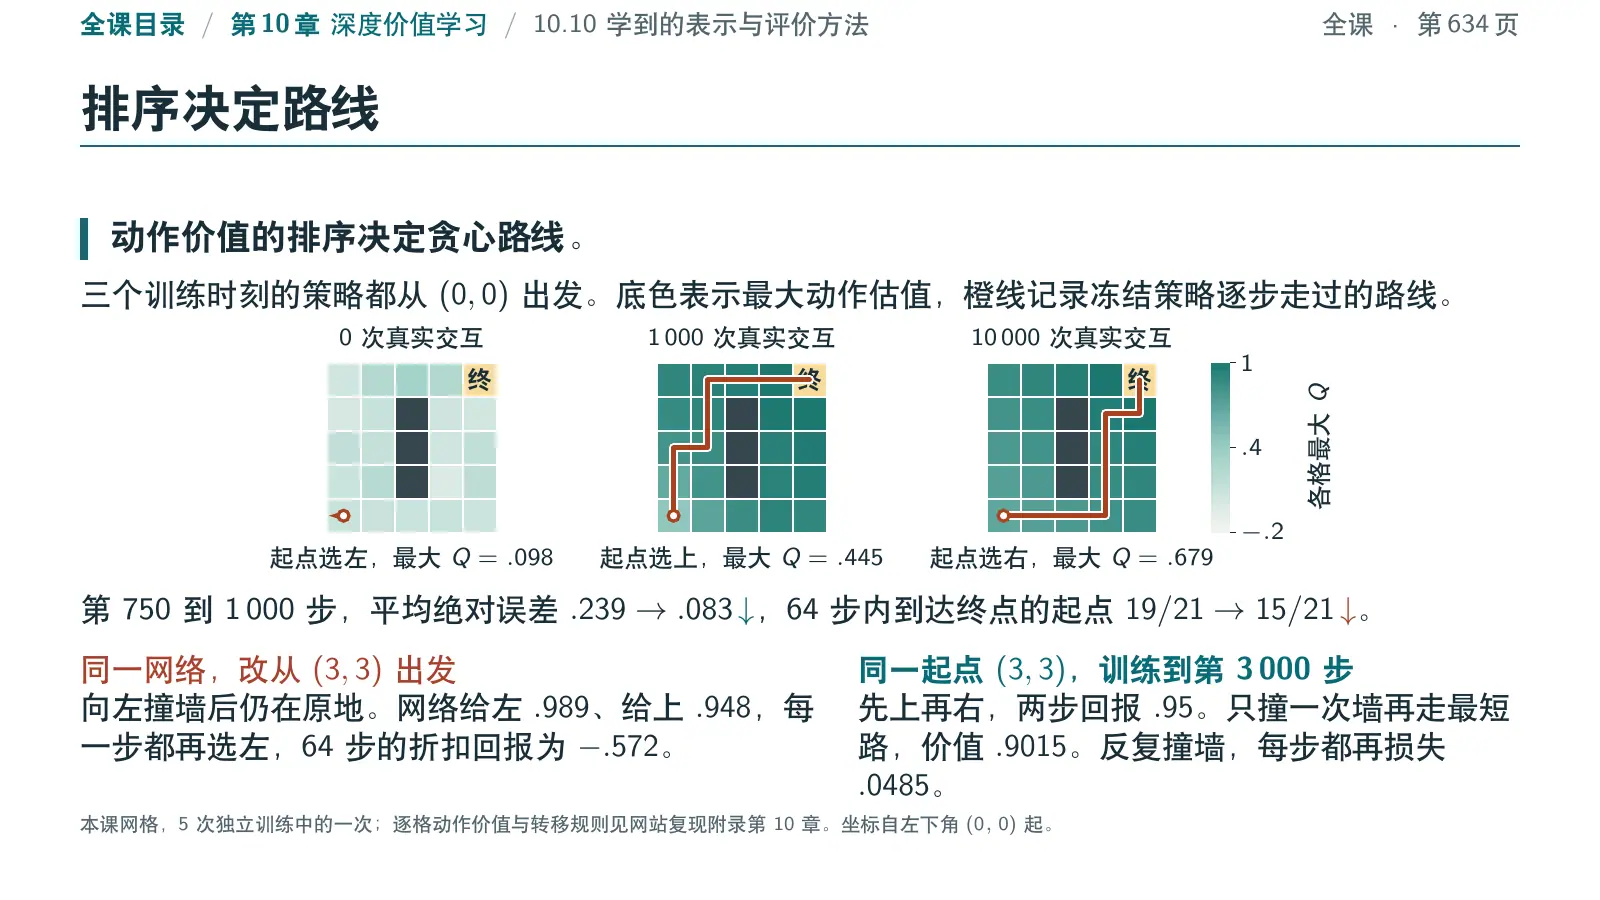 全课目录 / 第 10 章 深度价值学习 / 10.10 学到的表示与评价方法
全课 · 第 634 页
排序决定路线
动作价值的排序决定贪心路线。
三个训练时刻的策略都从 (0, 0) 出发。底色表示最大动作估值，橙线记录冻结策略逐步走过的路线。
0 次真实交互
1 000 次真实交互
10 000 次真实交互
终
终
终
1
.4
−.2
各格最大 Q
起点选左，最大 Q = .098
起点选上，最大 Q = .445
起点选右，最大 Q = .679
第 750 到 1 000 步，平均绝对误差 .239 → .083↓，64 步内到达终点的起点 19/21 → 15/21↓。
同一网络，改从 (3, 3) 出发
向左撞墙后仍在原地。网络给左 .989、给上 .948，每
一步都再选左，64 步的折扣回报为 −.572。
同一起点 (3, 3)，训练到第 3 000 步
先上再右，两步回报 .95。只撞一次墙再走最短
路，价值 .9015。反复撞墙，每步都再损失
.0485。
本课网格，5 次独立训练中的一次；逐格动作价值与转移规则见网站复现附录第 10 章。坐标自左下角 (0, 0) 起。